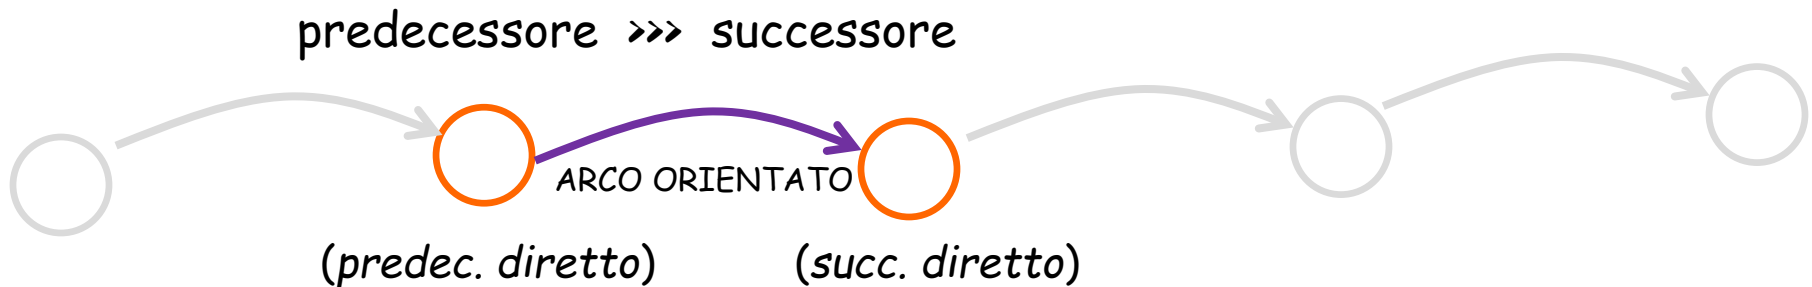 predecessore >>> successore
ARCO ORIENTATO
(predec. diretto) (succ. diretto)